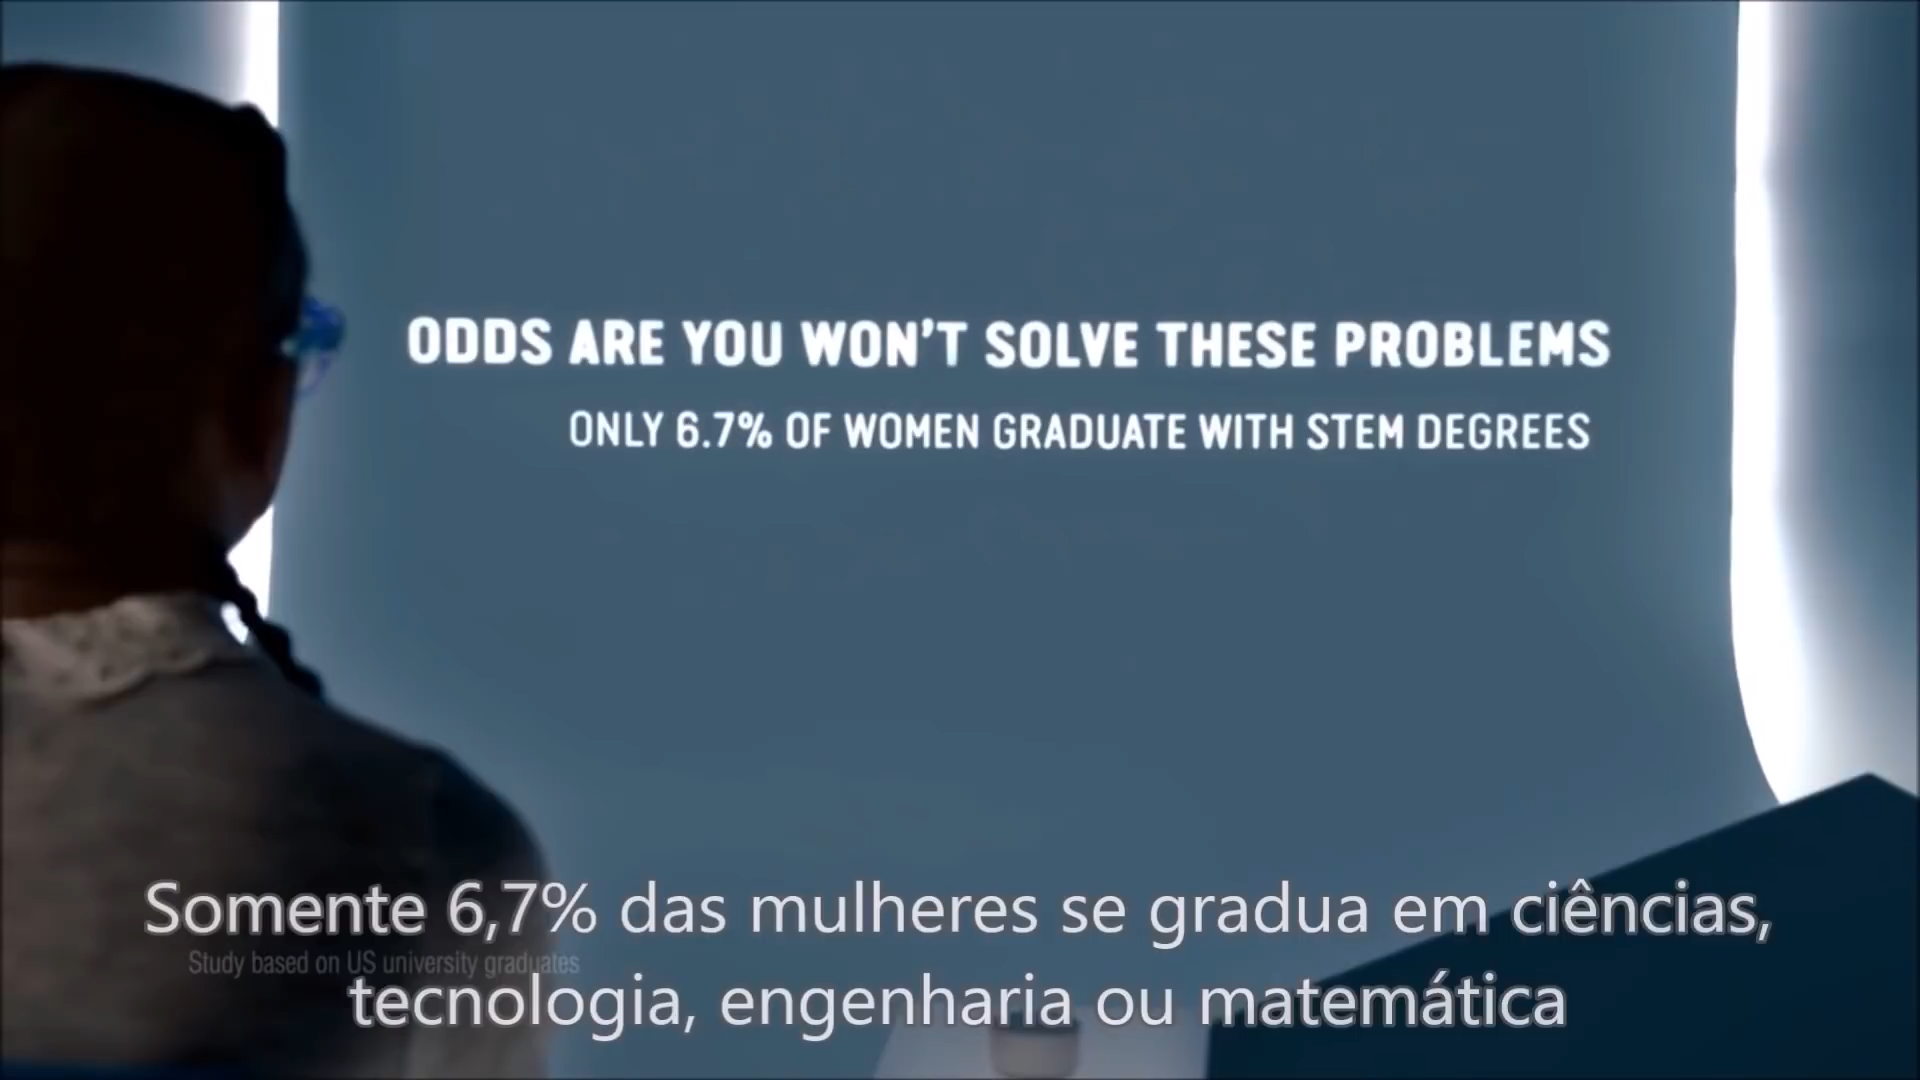 ODDS ARE YOU WON'T SOLVE THESE PROBLEMS
ONLY 6.7% OF WOMEN GRADUATE WITH STEM DEGREES
Somente 6,7% das mulheres se gradua em ciências,
Study based on US university graduates
tecnologia, engenharia ou matemática